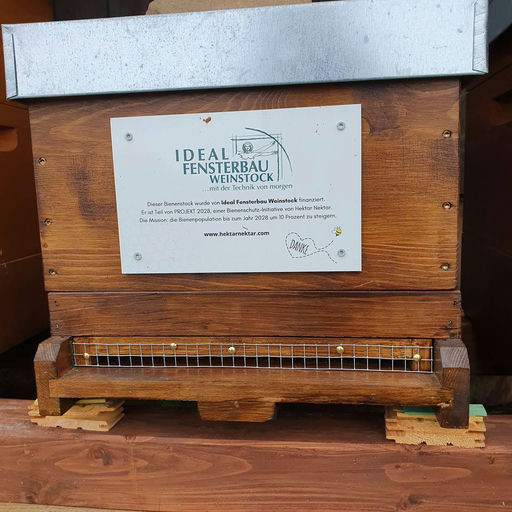 IDEAL
FENSTERBAU
WEINSTOCK
...mit der Technik von morgen
Dieser Bienenstock wurde von Ideal Fensterbau Weinstock finanziert.
Er ist Teil von PROJEKT 2028, einer Bienenschutz-Initiative von Hektar Nektar.
Die Mission: die Bienenpopulation bis zum Jahr 2028 um 10 Prozent zu steigern.
www.hektarnektar.com
DANKE